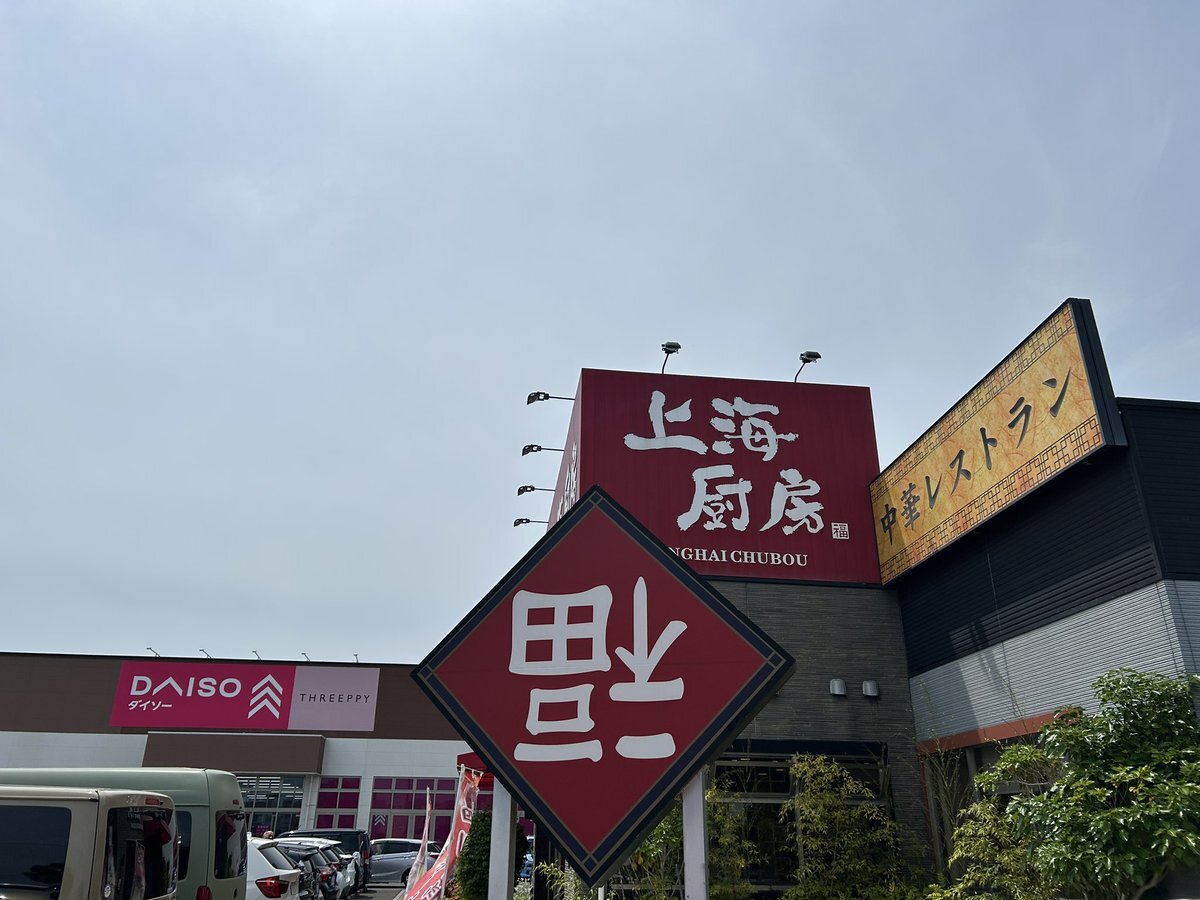 上海
厨房
福
NGHAI CHUBOU
中華レストラン
福
DAISO
ダイソー
THREEPPY